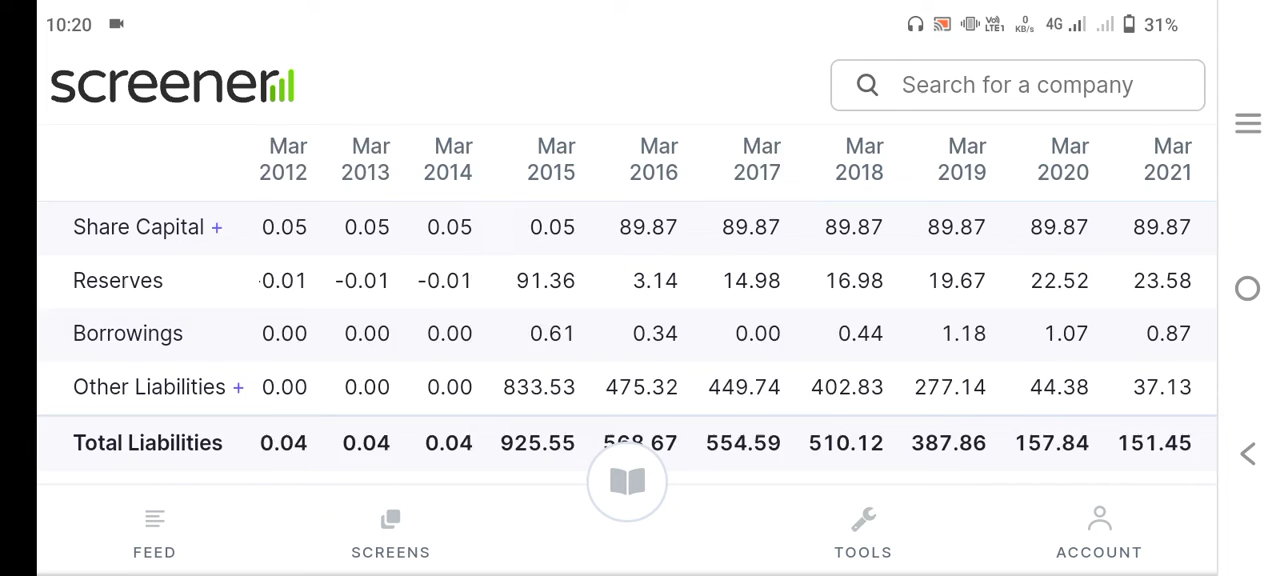 10:20 Vo) LTE1 0 KB/s 4G 31%
screener Search for a company
Mar 2012 Mar 2013 Mar 2014 Mar 2015 Mar 2016 Mar 2017 Mar 2018 Mar 2019 Mar 2020 Mar 2021
Share Capital + 0.05 0.05 0.05 0.05 89.87 89.87 89.87 89.87 89.87 89.87
Reserves -0.01 -0.01 -0.01 91.36 3.14 14.98 16.98 19.67 22.52 23.58
Borrowings 0.00 0.00 0.00 0.61 0.34 0.00 0.44 1.18 1.07 0.87
Other Liabilities + 0.00 0.00 0.00 833.53 475.32 449.74 402.83 277.14 44.38 37.13
Total Liabilities 0.04 0.04 0.04 925.55 568.67 554.59 510.12 387.86 157.84 151.45
FEED SCREENS TOOLS ACCOUNT